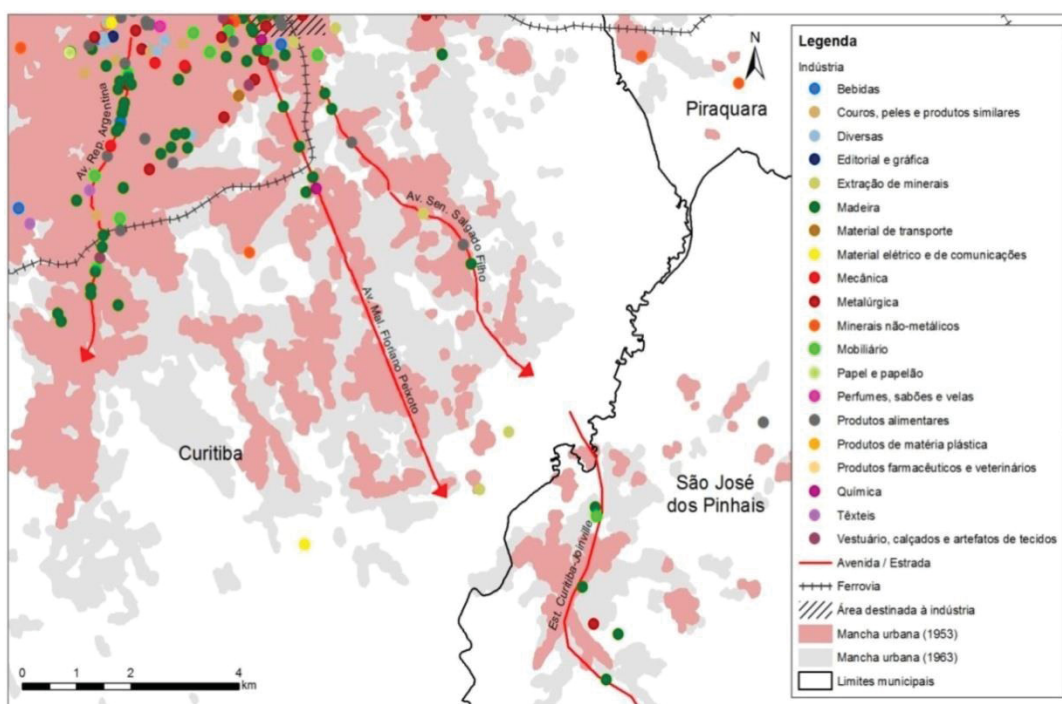 N
Piraquara
Av. Rep. Argentina
Av. Sen. Salgado Filho
Av. Mal. Floriano Peixoto
Curitiba
São José
dos Pinhais
Est. Curitiba-Joinville
0 2 4
km
Legenda
Indústria
Bebidas
Couros, peles e produtos similares
Diversas
Editorial e gráfica
Extração de minerais
Madeira
Material de transporte
Material elétrico e de comunicações
Mecânica
Metalúrgica
Minerais não-metálicos
Mobiliário
Papel e papelão
Perfumes, sabões e velas
Produtos alimentares
Produtos de matéria plástica
Produtos farmacêuticos e veterinários
Química
Têxteis
Vestuário, calçados e artefatos de tecidos
Avenida / Estrada
Ferrovia
Área destinada à indústria
Mancha urbana (1953)
Mancha urbana (1963)
Limites municipais